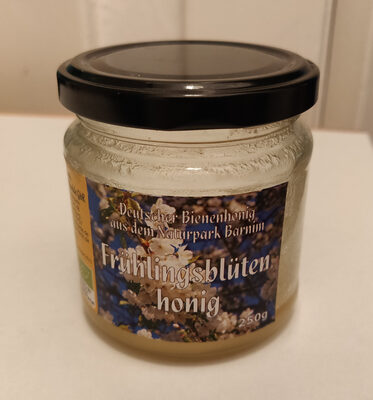 Deutscher Bienenhonig
aus dem Naturpark Barnim
Frühlingsblüten
honig
250g